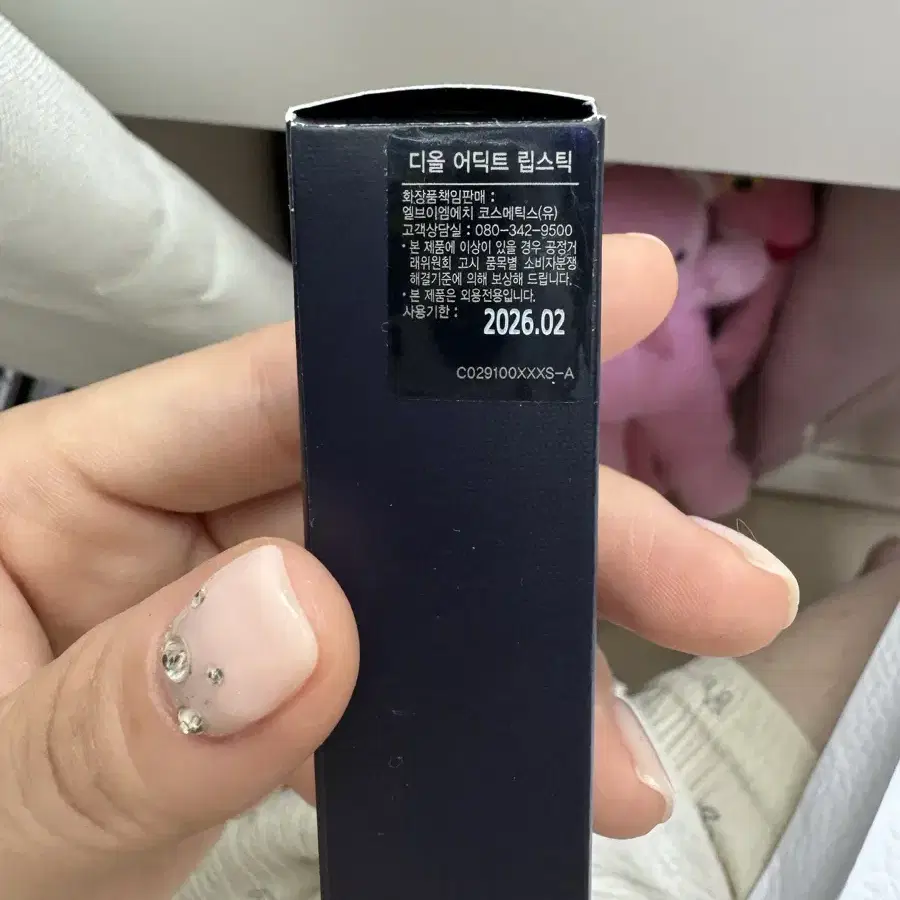 디올 어딕트 립스틱
화장품책임판매 :
엘브이엠에치 코스메틱스(유)
고객상담실 : 080-342-9500
• 본 제품에 이상이 있을 경우 공정거
래위원회 고시 품목별 소비자분쟁
해결기준에 의해 보상해 드립니다.
• 본 제품은 외용전용입니다.
사용기한 : 2026.02
C029100XXXS-A